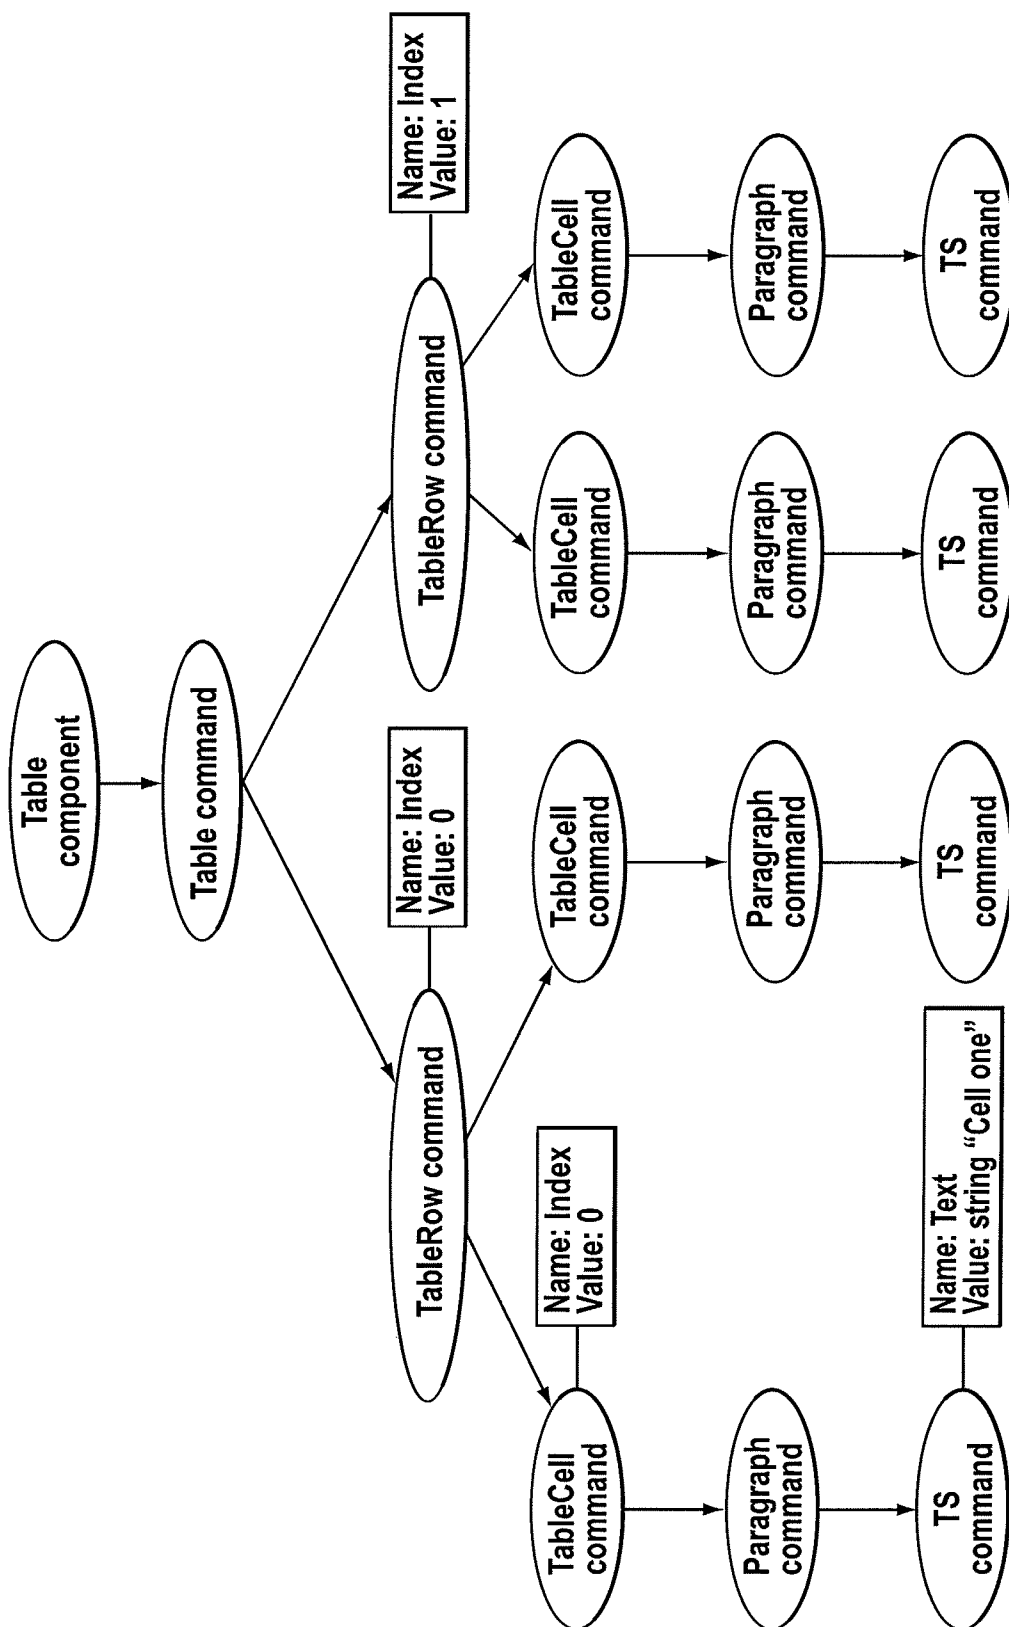 Table
component
Table command
TableRow command
Name: Index
Value: 0
TableRow command
Name: Index
Value: 1
TableCell
command
Name: Index
Value: 0
TableCell
command
TableCell
command
TableCell
command
Paragraph
command
Paragraph
command
Paragraph
command
Paragraph
command
TS
command
Name: Text
Value: string “Cell one”
TS
command
TS
command
TS
command